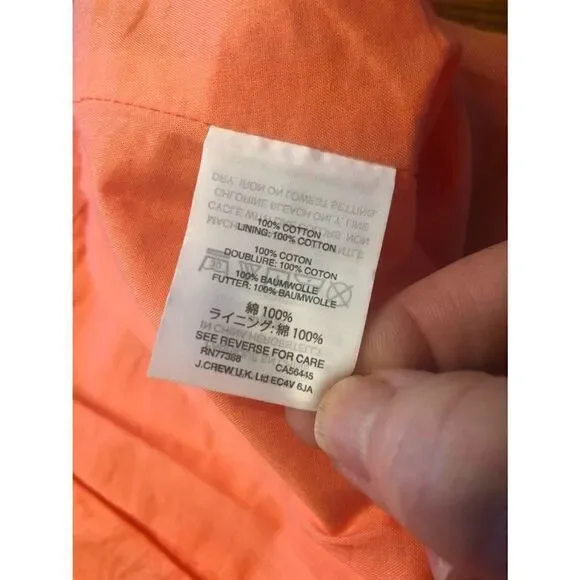 100% COTTON
LINING: 100% COTTON
100% COTON
DOUBLURE: 100% COTON
100% BAUMWOLLE
FUTTER: 100% BAUMWOLLE
綿 100%
ライニング: 綿 100%
SEE REVERSE FOR CARE
RN77388 CA56445
J.CREW U.K. Ltd EC4V 6JA